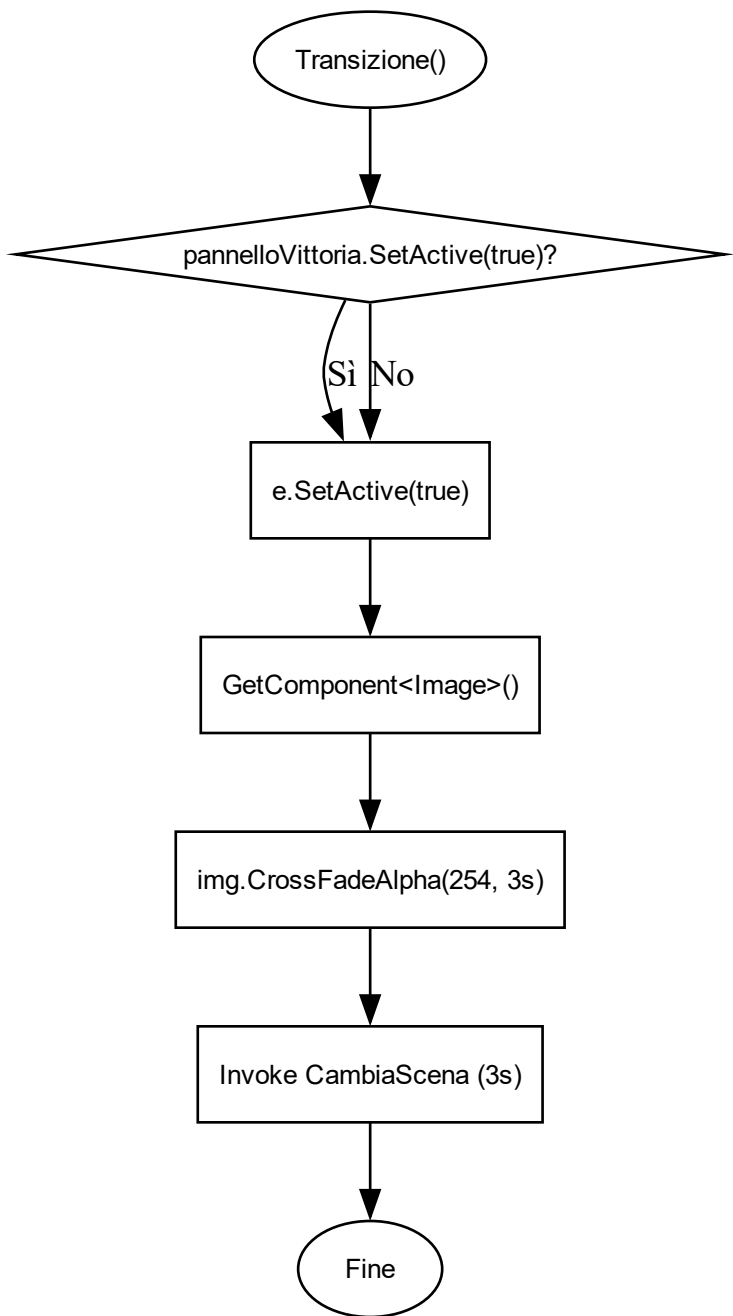 Transizione()
pannelloVittoria.SetActive(true)?
Sì No
e.SetActive(true)
GetComponent<Image>()
img.CrossFadeAlpha(254, 3s)
Invoke CambiaScena (3s)
Fine